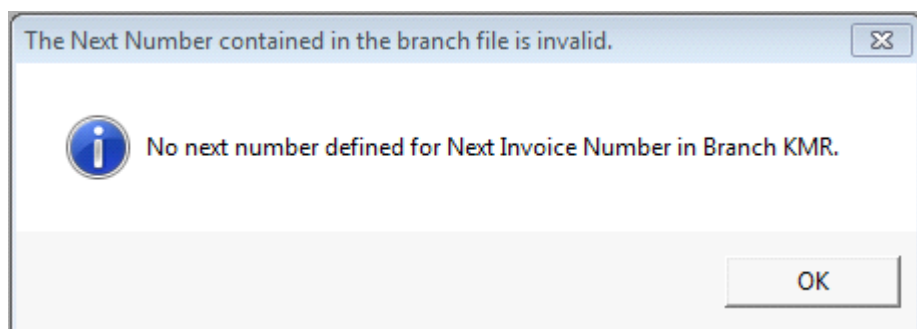 The Next Number contained in the branch file is invalid.
No next number defined for Next Invoice Number in Branch KMR.
OK